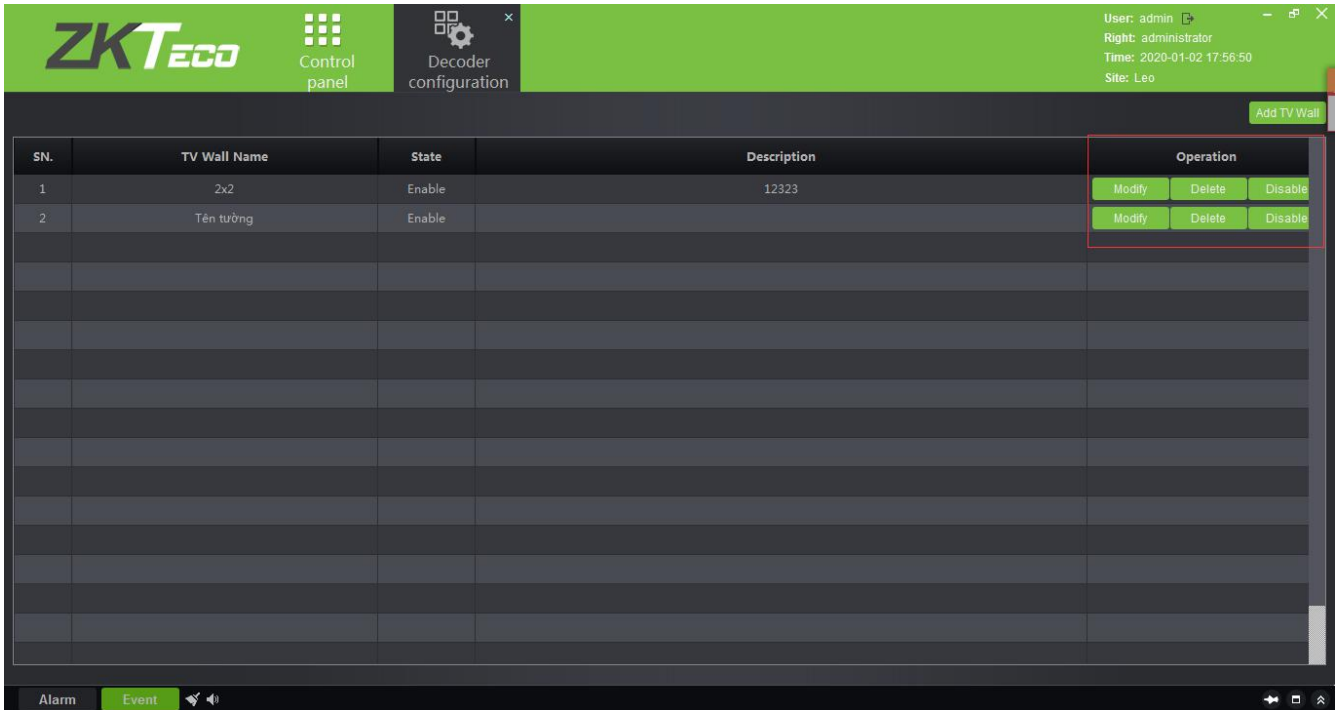 ZKTeco
Control
panel
Decoder
configuration
User: admin
Right: administrator
Time: 2020-01-02 17:56:50
Site: Leo
Add TV Wall
SN. TV Wall Name State Description Operation
1 2x2 Enable 12323 Modify Delete Disable
2 Tên tường Enable Modify Delete Disable
Alarm Event